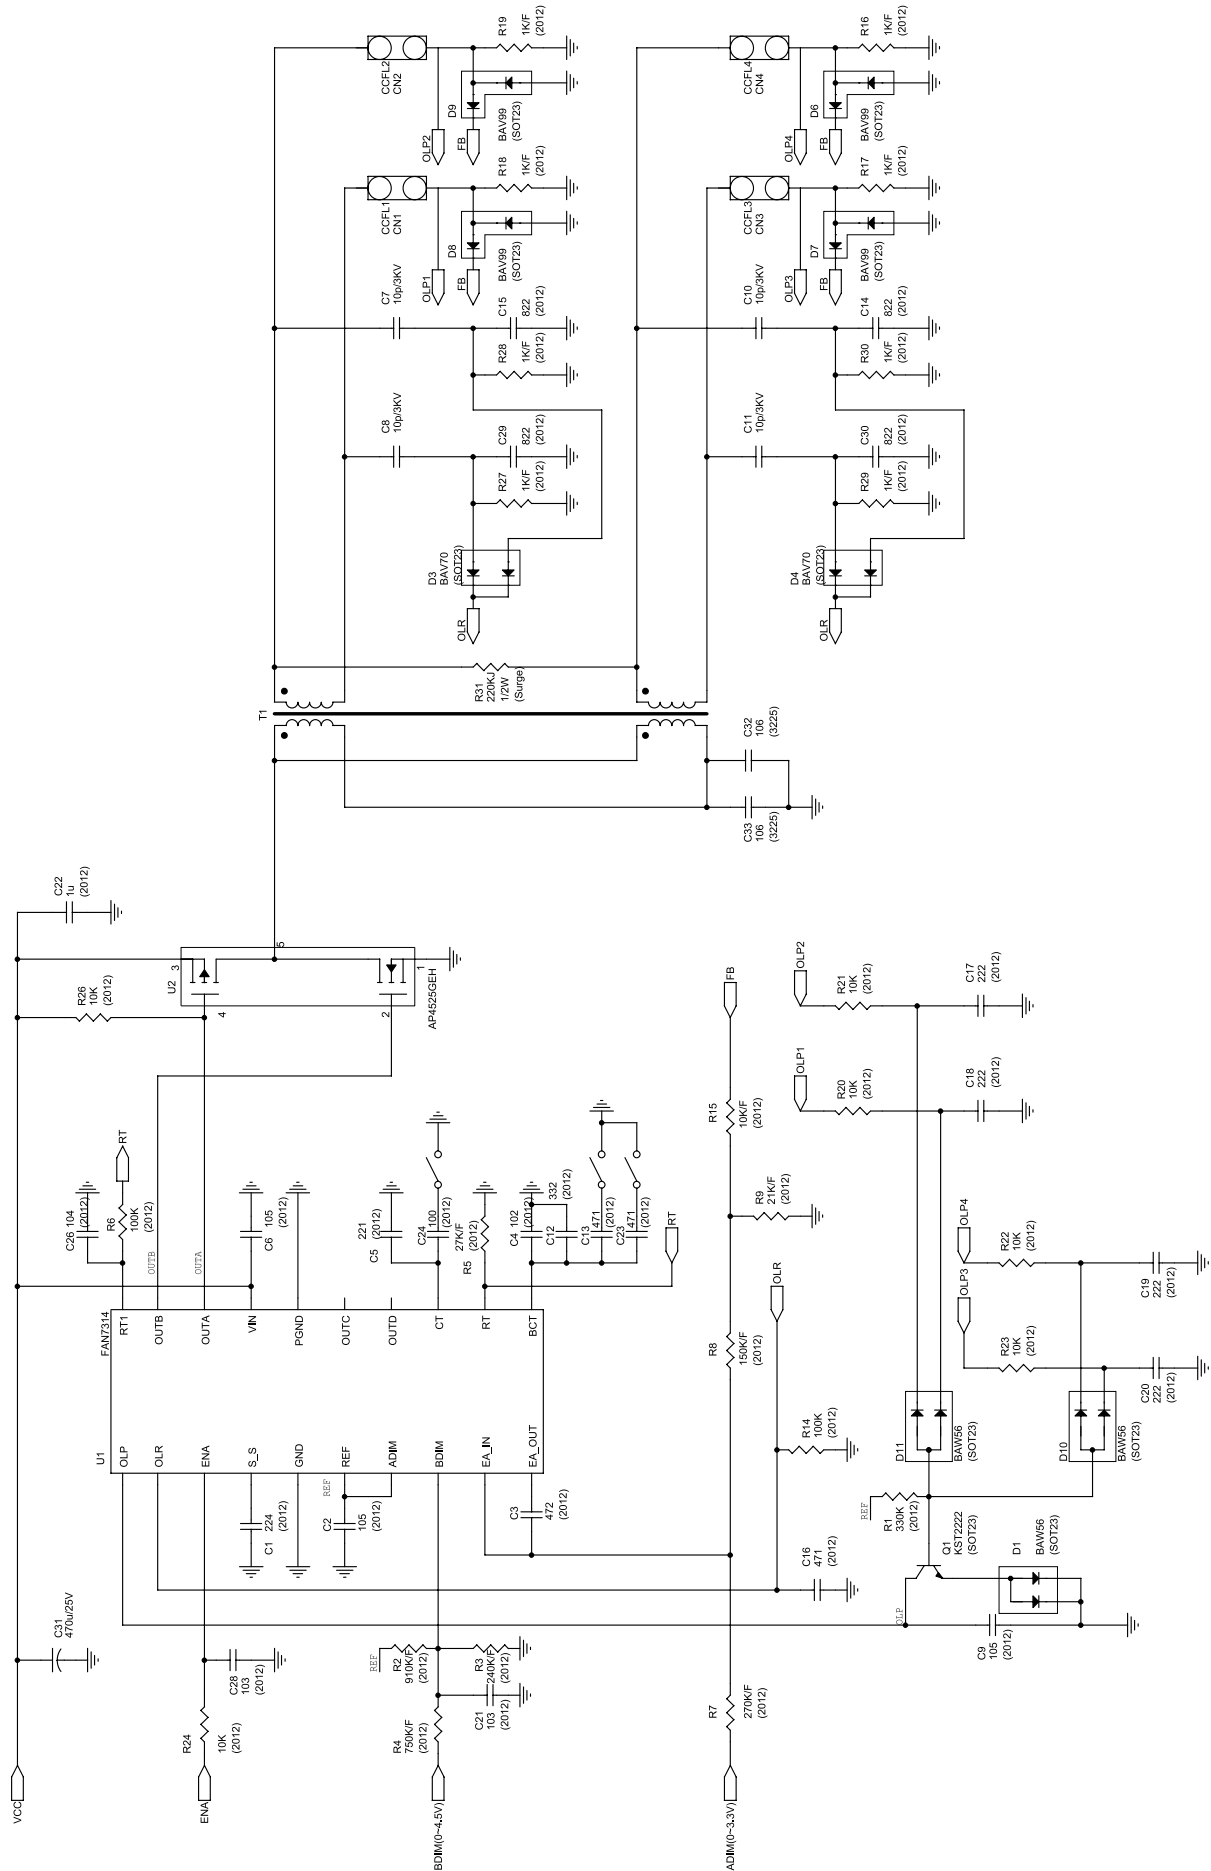 CCFL2
CN2
R19
1K/F
(2012)
D9
BAV99
(SOT23)
OLP2
FB
CCFL4
CN4
R16
1K/F
(2012)
D6
BAV99
(SOT23)
OLP4
FB
CCFL1
CN1
R18
1K/F
(2012)
D8
BAV99
(SOT23)
OLP1
FB
CCFL3
CN3
R17
1K/F
(2012)
D7
BAV99
(SOT23)
OLP3
FB
C7
10p/3KV
C15
822
(2012)
R28
1K/F
(2012)
C10
10p/3KV
C14
822
(2012)
R30
1K/F
(2012)
C8
10p/3KV
C29
822
(2012)
R27
1K/F
(2012)
C11
10p/3KV
C30
822
(2012)
R29
1K/F
(2012)
D3
BAV70
(SOT23)
OLR
D4
BAV70
(SOT23)
OLR
T1
R31
220KJ
1/2W
(Surge)
C32
106
(3225)
C33
106
(3225)
C22
1u
(2012)
R26
10K
(2012)
U2
3
5
4
2
1
AP4525GEH
C26
104
(2012)
R6
100K
(2012)
RT
OUTB
OUTA
C6
105
(2012)
C5
221
(2012)
C24
100
(2012)
R5
27K/F
(2012)
C4
102
(2012)
C12
332
(2012)
C13
471
(2012)
C23
471
(2012)
RT
FAN7314
U1
RT1
OUTB
OUTA
VIN
PGND
OUTC
OUTD
CT
RT
BCT
OLP
OLR
ENA
S_S
GND
REF
ADIM
BDIM
EA_IN
EA_OUT
C1
224
(2012)
REF
C2
105
(2012)
C3
472
(2012)
FB
R15
10K/F
(2012)
R9
21K/F
(2012)
R8
150K/F
(2012)
OLR
R14
100K
(2012)
C16
471
(2012)
OLP2
R21
10K
(2012)
C17
222
(2012)
OLP1
R20
10K
(2012)
C18
222
(2012)
OLP4
R22
10K
(2012)
C19
222
(2012)
OLP3
R23
10K
(2012)
C20
222
(2012)
D11
BAW56
(SOT23)
D10
BAW56
(SOT23)
REF
R1
330K
(2012)
Q1
KST2222
(SOT23)
D1
BAW56
(SOT23)
OLP
C9
105
(2012)
C31
470u/25V
C28
103
(2012)
R24
10K
(2012)
REF
R2
910K/F
(2012)
R3
240K/F
(2012)
C21
103
(2012)
R4
750K/F
(2012)
R7
270K/F
(2012)
VCC
ENA
BDIM(0~4.5V)
ADIM(0~3.3V)